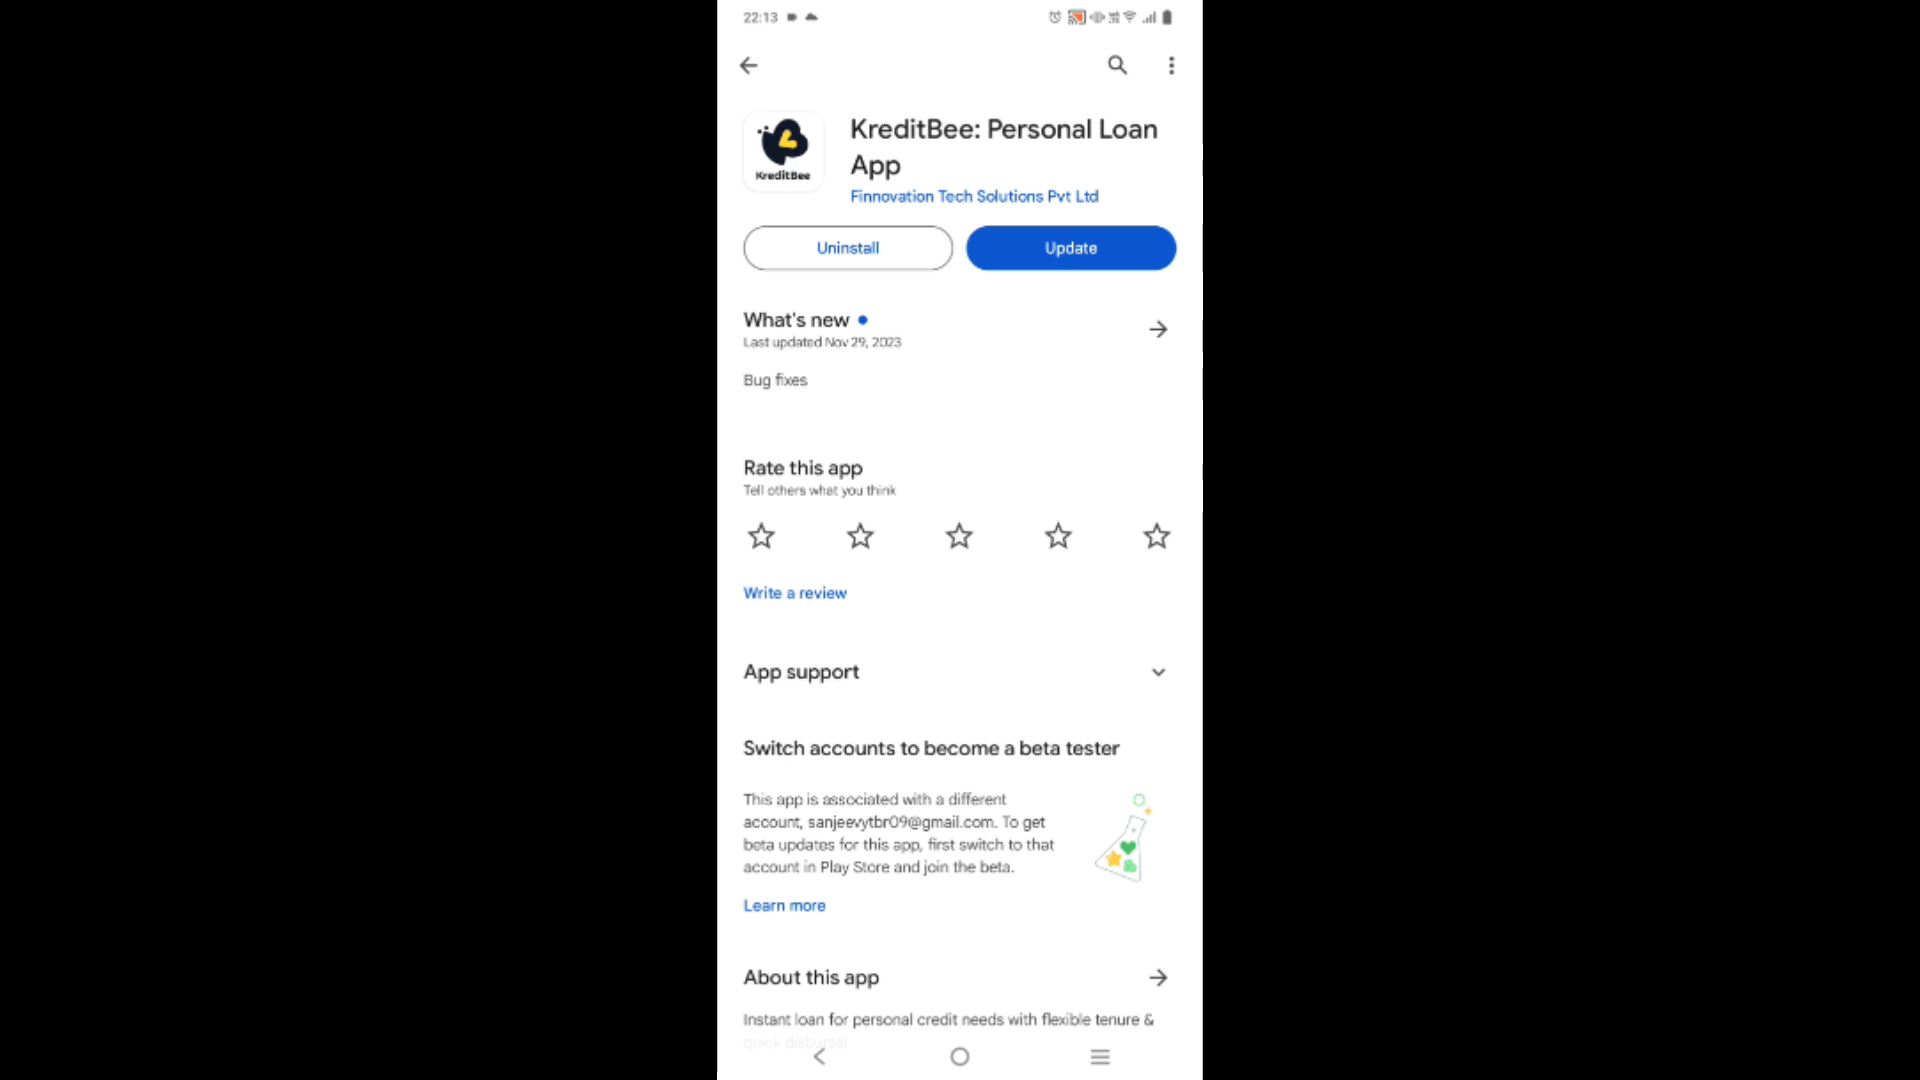 22:13
KreditBee: Personal Loan
App
KreditBee
Finnovation Tech Solutions Pvt Ltd
Uninstall
Update
What's new
Last updated Nov 29, 2023
Bug fixes
Rate this app
Tell others what you think
Write a review
App support
Switch accounts to become a beta tester
This app is associated with a different
account, sanjeevytbr09@gmail.com. To get
beta updates for this app, first switch to that
account in Play Store and join the beta.
Learn more
About this app
Instant loan for personal credit needs with flexible tenure &
quick disbursal